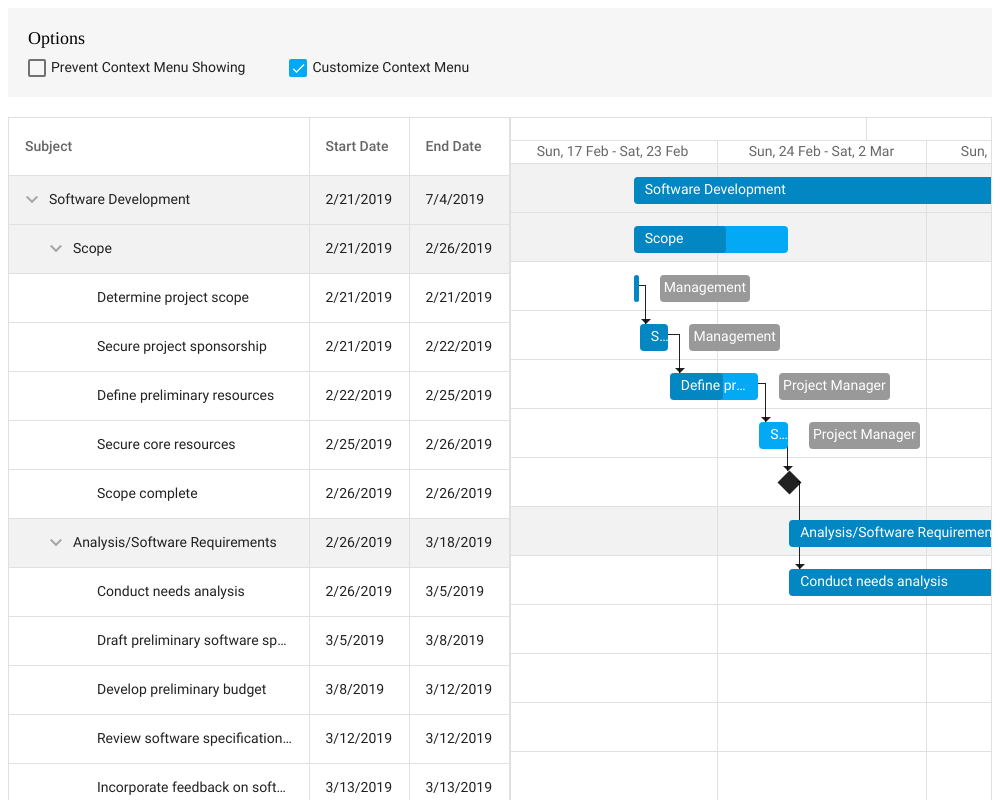 Options
Prevent Context Menu Showing
Customize Context Menu
Subject Start Date End Date
Sun, 17 Feb - Sat, 23 Feb Sun, 24 Feb - Sat, 2 Mar Sun,
Software Development 2/21/2019 7/4/2019 Software Development
Scope 2/21/2019 2/26/2019 Scope
Determine project scope 2/21/2019 2/21/2019 Management
Secure project sponsorship 2/21/2019 2/22/2019 S... Management
Define preliminary resources 2/22/2019 2/25/2019 Define pr... Project Manager
Secure core resources 2/25/2019 2/26/2019 S... Project Manager
Scope complete 2/26/2019 2/26/2019
Analysis/Software Requirements 2/26/2019 3/18/2019 Analysis/Software Requiremen
Conduct needs analysis 2/26/2019 3/5/2019 Conduct needs analysis
Draft preliminary software sp... 3/5/2019 3/8/2019
Develop preliminary budget 3/8/2019 3/12/2019
Review software specification... 3/12/2019 3/12/2019
Incorporate feedback on soft... 3/13/2019 3/13/2019